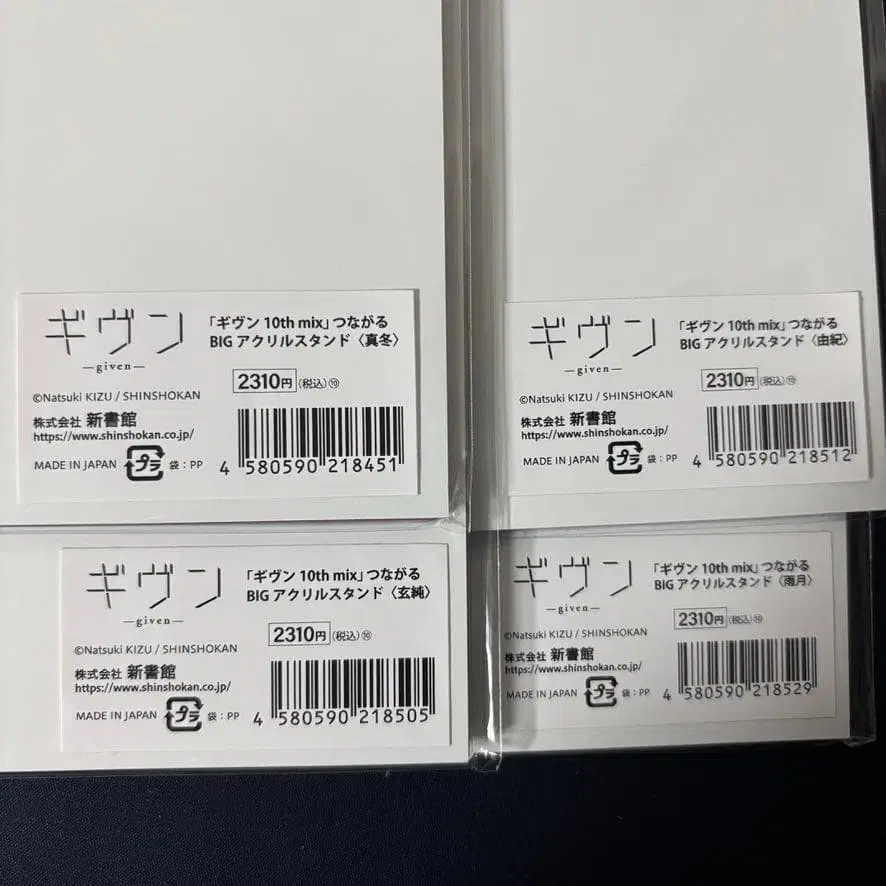 ギヴン
—given—
「ギヴン 10th mix」つながる
BIG アクリルスタンド〈真冬〉
2310円(税込)⑩
©Natsuki KIZU / SHINSHOKAN
株式会社 新書館
https://www.shinshokan.co.jp/
MADE IN JAPAN プラ 袋:PP
4 580590 218451
ギヴン
—given—
「ギヴン 10th mix」つながる
BIG アクリルスタンド〈由紀〉
2310円(税込)⑩
©Natsuki KIZU / SHINSHOKAN
株式会社 新書館
https://www.shinshokan.co.jp/
MADE IN JAPAN プラ 袋:PP
4 580590 218512
ギヴン
—given—
「ギヴン 10th mix」つながる
BIG アクリルスタンド〈玄純〉
2310円(税込)⑩
©Natsuki KIZU / SHINSHOKAN
株式会社 新書館
https://www.shinshokan.co.jp/
MADE IN JAPAN プラ 袋:PP
4 580590 218505
ギヴン
—given—
「ギヴン 10th mix」つながる
BIG アクリルスタンド〈雨月〉
2310円(税込)⑩
©Natsuki KIZU / SHINSHOKAN
株式会社 新書館
https://www.shinshokan.co.jp/
MADE IN JAPAN プラ 袋:PP
4 580590 218529